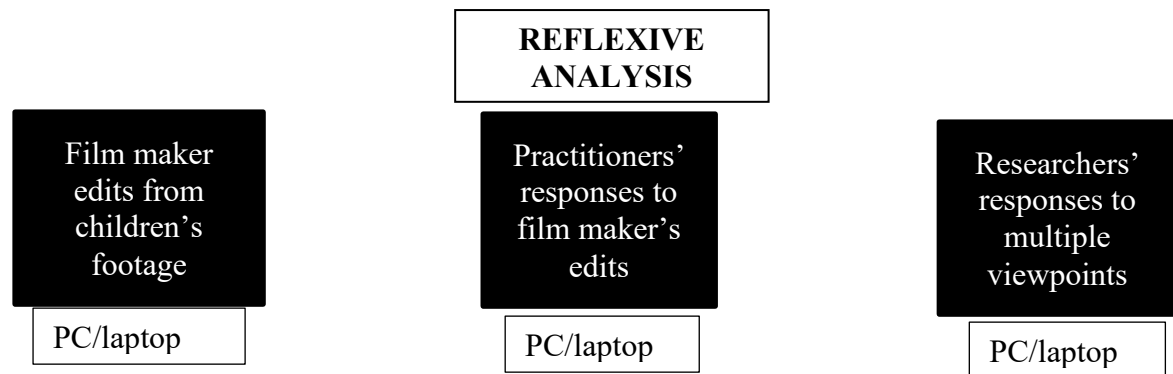 REFLEXIVE
ANALYSIS
Film maker
edits from
children’s
footage
PC/laptop
Practitioners’
responses to
film maker’s
edits
PC/laptop
Researchers’
responses to
multiple
viewpoints
PC/laptop